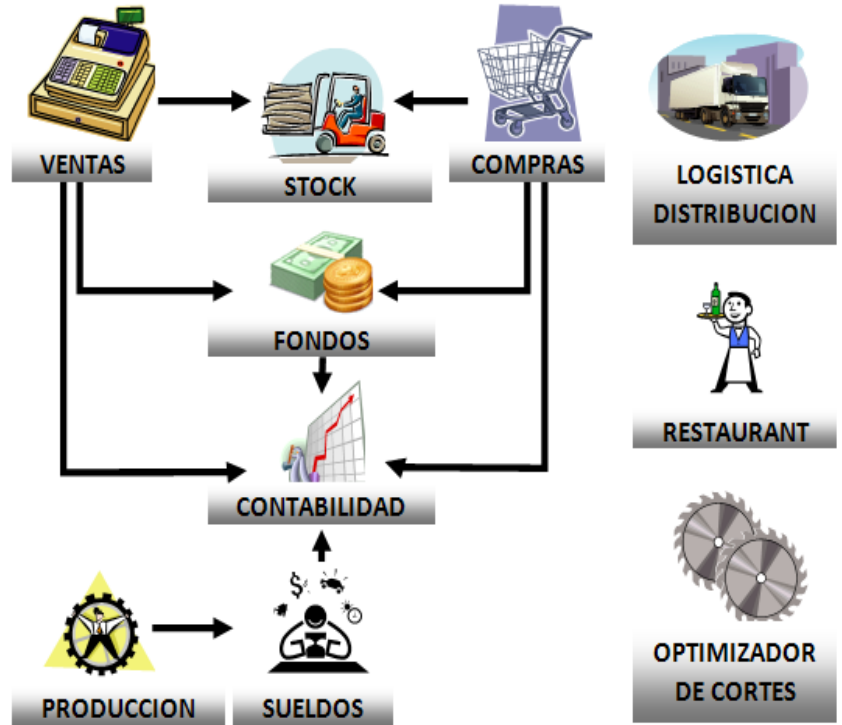 VENTAS
STOCK
COMPRAS
LOGISTICA
DISTRIBUCION
FONDOS
RESTAURANT
CONTABILIDAD
$
PRODUCCION
SUELDOS
OPTIMIZADOR
DE CORTES